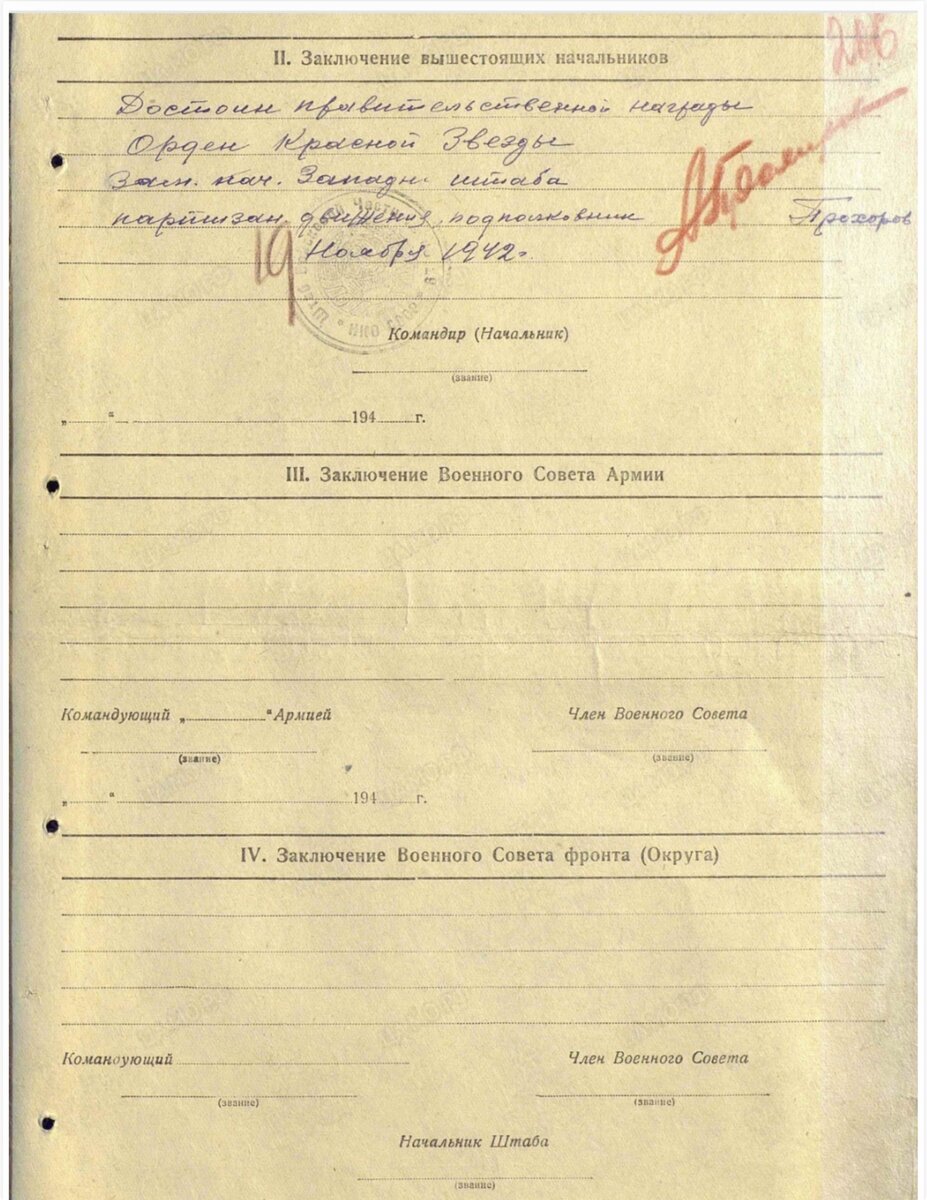 II. Заключение вышестоящих начальников
Достоин правительственной награды
Орден Красной Звезды
Зам. нач. Западн. штаба
партизан. движения, подполковник Прохоров
19 Ноября 1942 г.
Командир (Начальник)
(звание)
„ “ 194 г.
III. Заключение Военного Совета Армии
Командующий „ “ Армией Член Военного Совета
(звание) (звание)
„ “ 194 г.
IV. Заключение Военного Совета фронта (Округа)
Командующий Член Военного Совета
(звание) (звание)
Начальник Штаба
(звание)